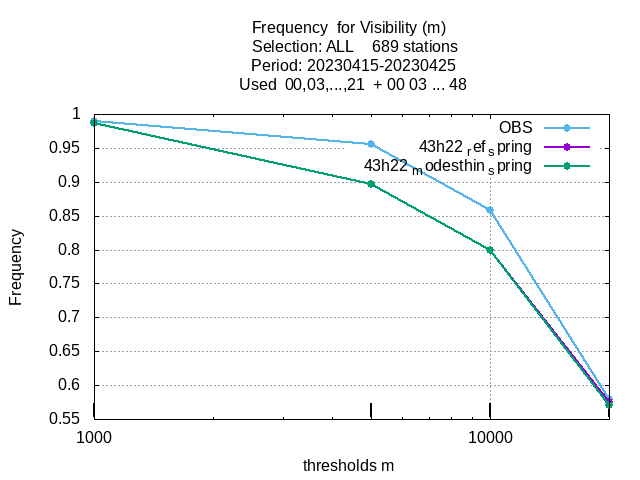 Frequency  for Visibility (m)
Selection: ALL    689 stations
Period: 20230415-20230425
Used  00,03,...,21  + 00 03 ... 48
OBS
43h22 ref spring
43h22 modesthin spring
1
0.95
0.9
0.85
0.8
0.75
0.7
0.65
0.6
0.55
Frequency
1000
10000
thresholds m